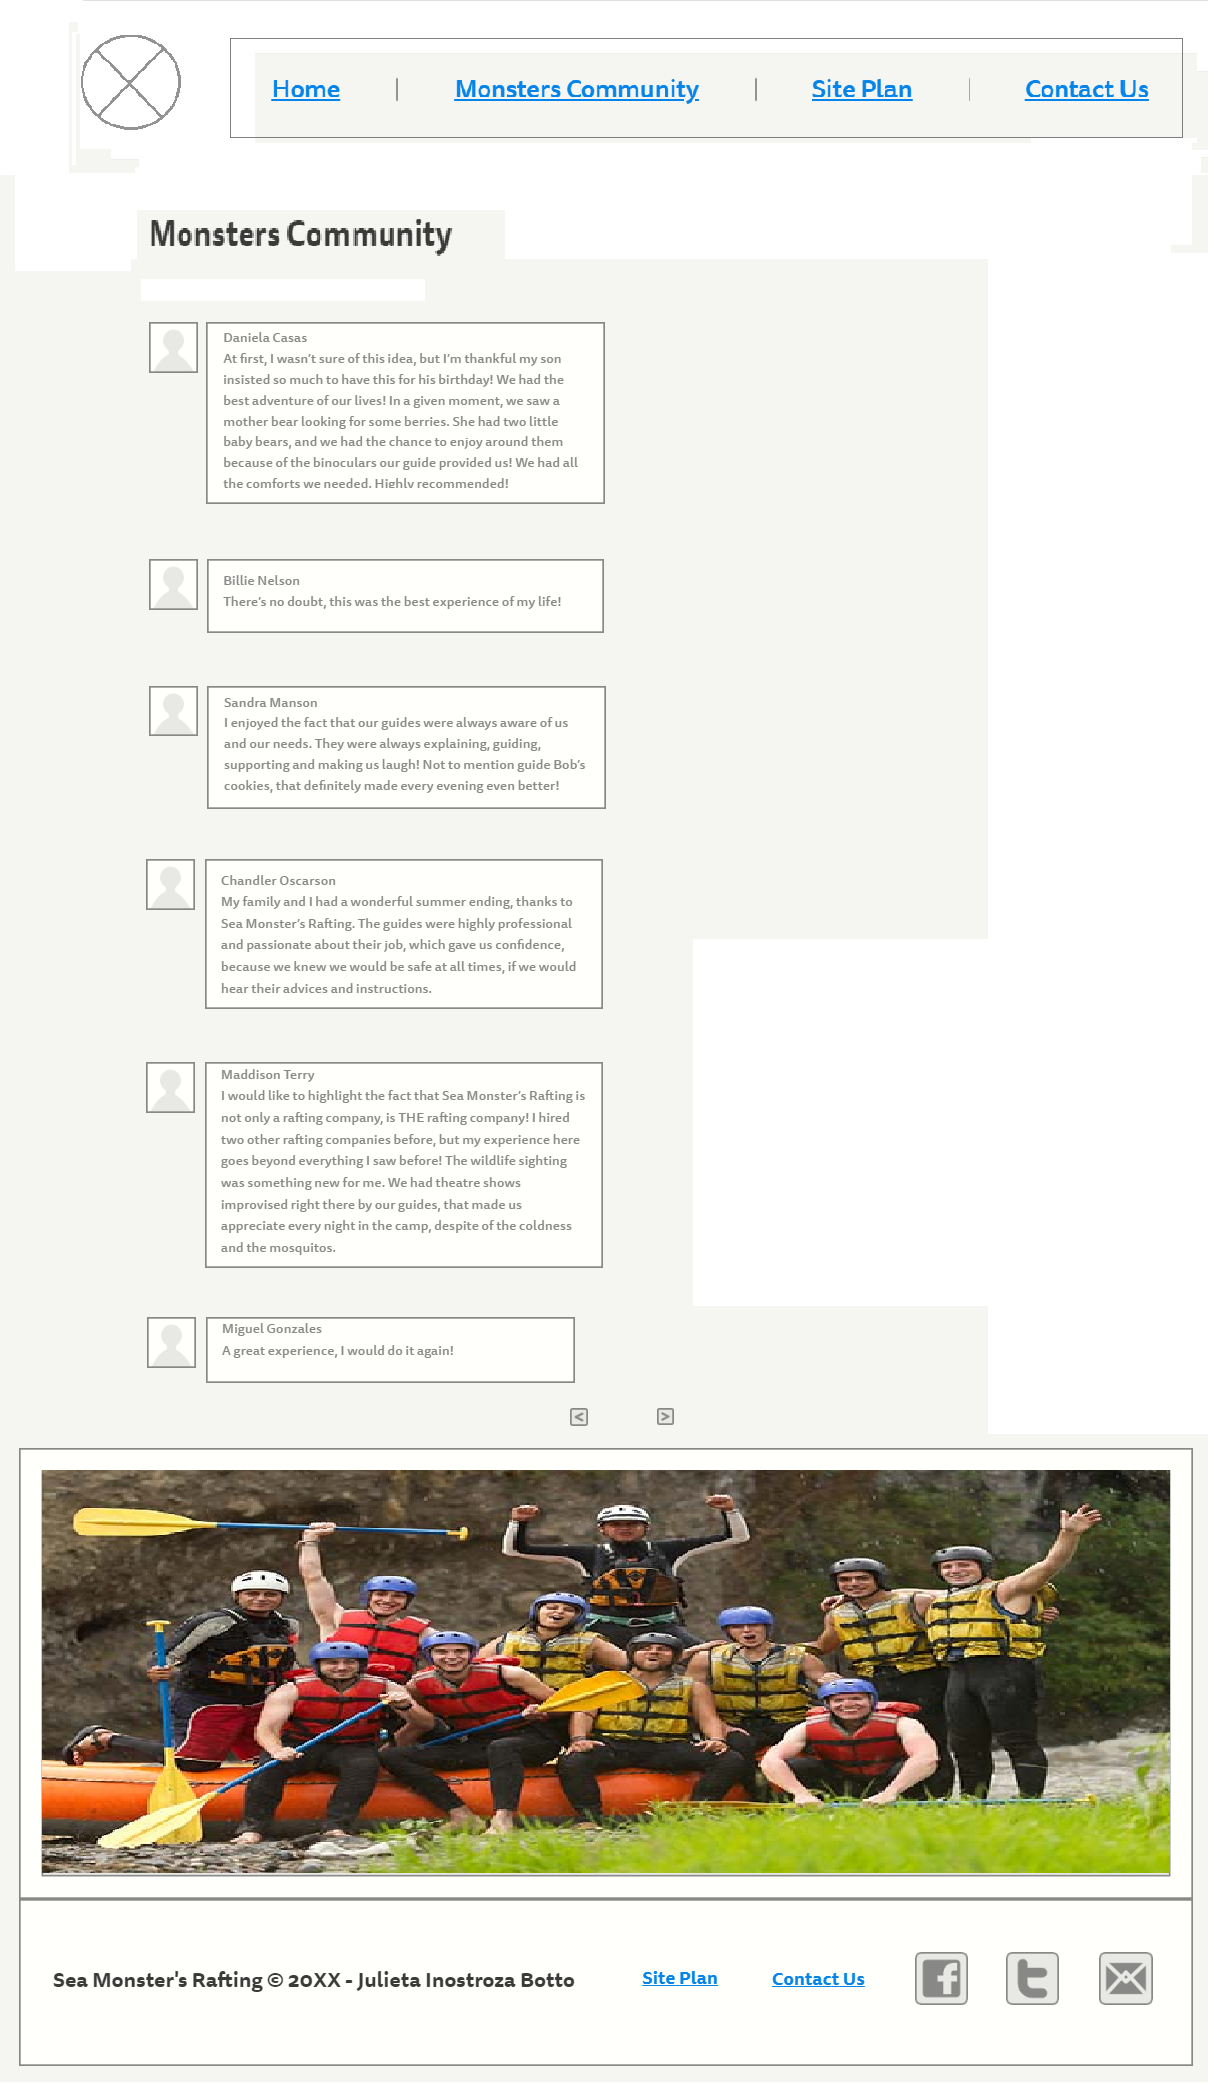 Home | Monsters Community | Site Plan | Contact Us
Monsters Community
Daniela Casas
At first, I wasn't sure of this idea, but I'm thankful my son
insisted so much to have this for his birthday! We had the
best adventure of our lives! In a given moment, we saw a
mother bear looking for some berries. She had two little
baby bears, and we had the chance to enjoy around them
because of the binoculars our guide provided us! We had all
the comforts we needed. Highly recommended!
Billie Nelson
There's no doubt, this was the best experience of my life!
Sandra Manson
I enjoyed the fact that our guides were always aware of us
and our needs. They were always explaining, guiding,
supporting and making us laugh! Not to mention guide Bob's
cookies, that definitely made every evening even better!
Chandler Oscarson
My family and I had a wonderful summer ending, thanks to
Sea Monster's Rafting. The guides were highly professional
and passionate about their job, which gave us confidence,
because we knew we would be safe at all times, if we would
hear their advices and instructions.
Maddison Terry
I would like to highlight the fact that Sea Monster's Rafting is
not only a rafting company, is THE rafting company! I hired
two other rafting companies before, but my experience here
goes beyond everything I saw before! The wildlife sighting
was something new for me. We had theatre shows
improvised right there by our guides, that made us
appreciate every night in the camp, despite of the coldness
and the mosquitos.
Miguel Gonzales
A great experience, I would do it again!
< >
Sea Monster's Rafting © 20XX - Julieta Inostroza Botto Site Plan Contact Us